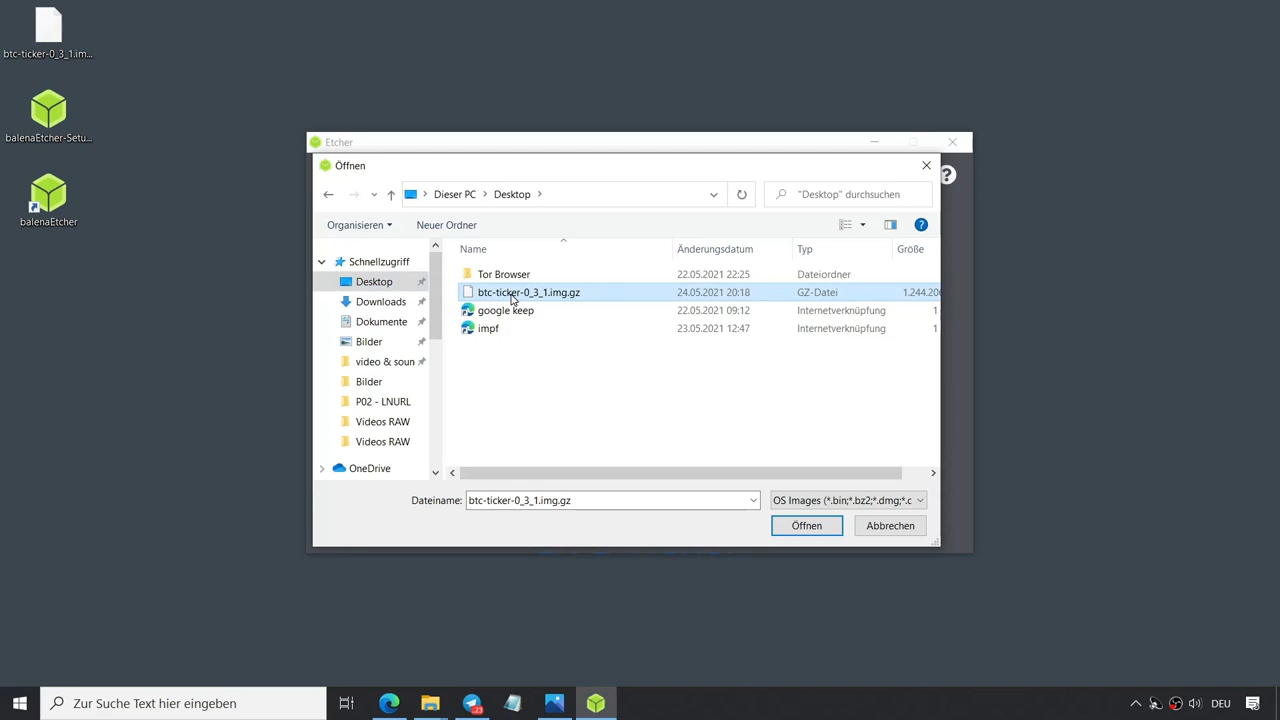 btc-ticker-0_3_1.im...
balenaEtcher-Setu...
balenaEtcher
Etcher
Öffnen
Dieser PC
Desktop
"Desktop" durchsuchen
Organisieren
Neuer Ordner
Name
Änderungsdatum
Typ
Größe
Schnellzugriff
Desktop
Downloads
Dokumente
Bilder
video & soun
Bilder
P02 - LNURL
Videos RAW
Videos RAW
OneDrive
Tor Browser 22.05.2021 22:25 Dateiordner
btc-ticker-0_3_1.img.gz 24.05.2021 20:18 GZ-Datei 1.244.206
google keep 22.05.2021 09:12 Internetverknüpfung 1
impf 23.05.2021 12:47 Internetverknüpfung 1
Dateiname: btc-ticker-0_3_1.img.gz
OS Images (*.bin;*.bz2;*.dmg;*.c
Öffnen
Abbrechen
Zur Suche Text hier eingeben
23
DEU